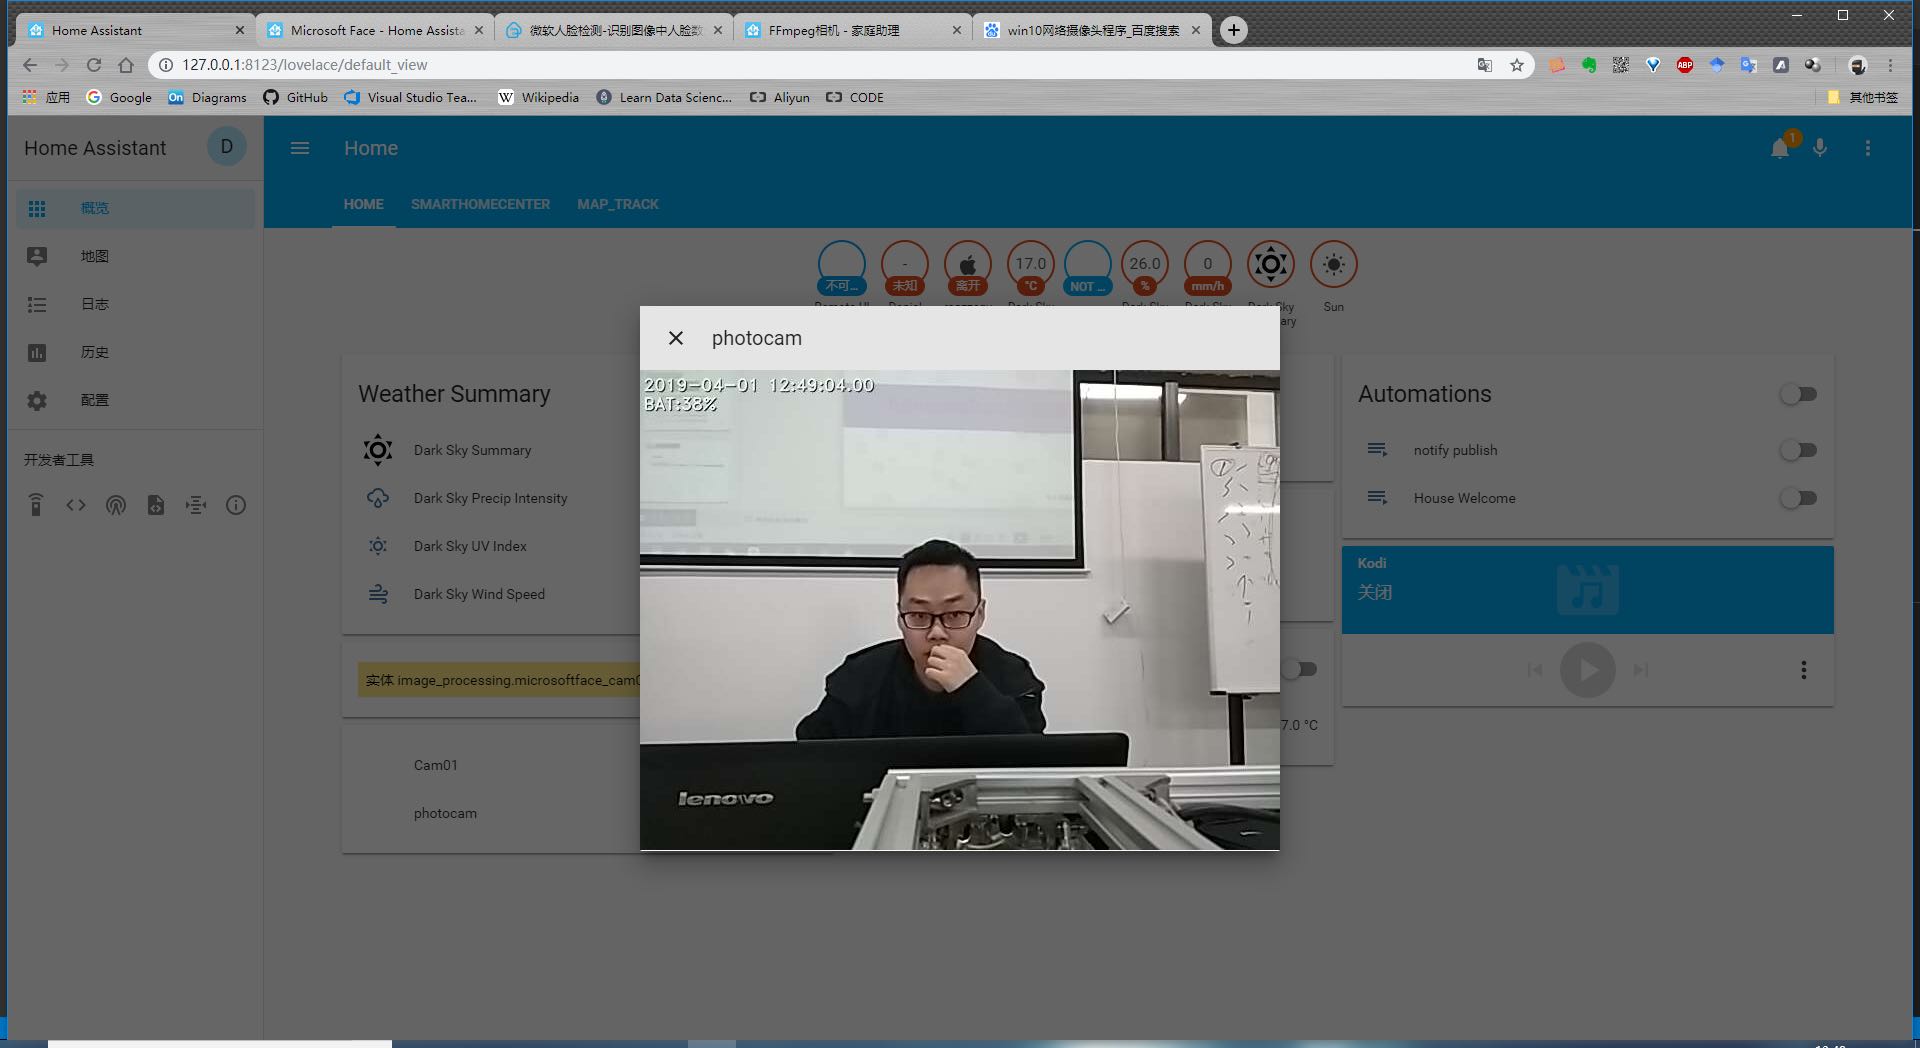 Home Assistant
Microsoft Face - Home Assista
微软人脸检测-识别图像中人脸数
FFmpeg相机 - 家庭助理
win10网络摄像头程序_百度搜索
127.0.0.1:8123/lovelace/default_view
应用
Google
Diagrams
GitHub
Visual Studio Tea...
Wikipedia
Learn Data Scienc...
Aliyun
CODE
其他书签
Home Assistant
D
Home
1
HOME
SMARTHOMECENTER
MAP_TRACK
概览
地图
日志
历史
配置
开发者工具
不可...
-
未知
离开
17.0
°C
NOT ...
26.0
%
0
mm/h
Sun
photocam
2019-04-01 12:49:04.00
BAT:38%
lenovo
Weather Summary
Dark Sky Summary
Dark Sky Precip Intensity
Dark Sky UV Index
Dark Sky Wind Speed
实体 image_processing.microsoftface_cam0
Cam01
photocam
7.0 °C
Automations
notify publish
House Welcome
Kodi
关闭